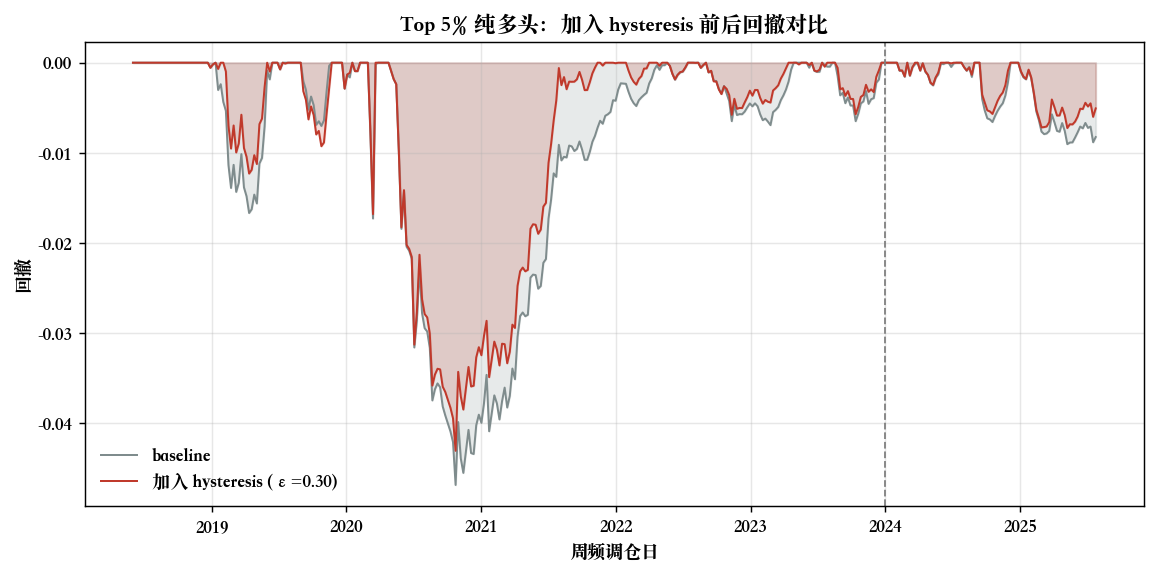 Top 5% 纯多头：加入 hysteresis 前后回撤对比
0.00
-0.01
-0.02
-0.03
-0.04
回撤
baseline
加入 hysteresis ( ε =0.30)
2019 2020 2021 2022 2023 2024 2025
周频调仓日